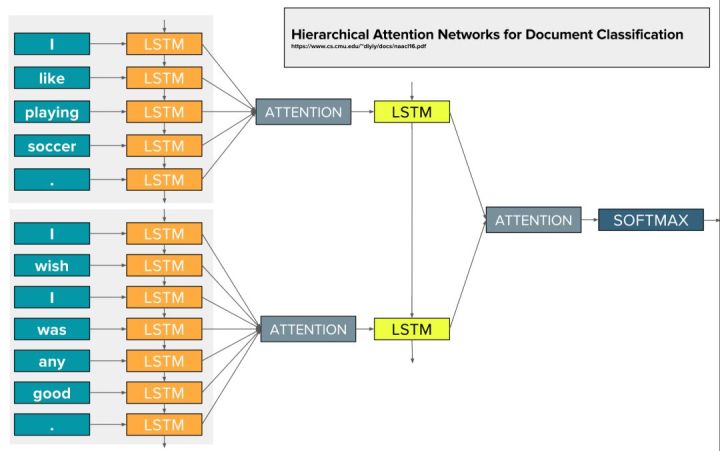 Hierarchical Attention Networks for Document Classification
https://www.cs.cmu.edu/~diyiy/docs/naacl16.pdf
I LSTM
like LSTM
playing LSTM ATTENTION LSTM
soccer LSTM
. LSTM
ATTENTION SOFTMAX
I LSTM
wish LSTM
I LSTM
was LSTM ATTENTION LSTM
any LSTM
good LSTM
. LSTM